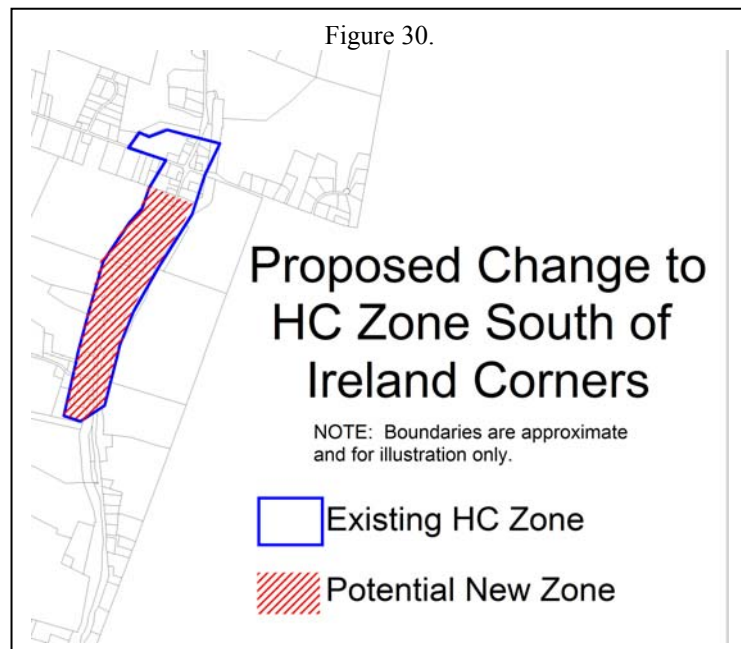 Figure 30.
Proposed Change to
HC Zone South of
Ireland Corners
NOTE:  Boundaries are approximate
and for illustration only.
Existing HC Zone
Potential New Zone